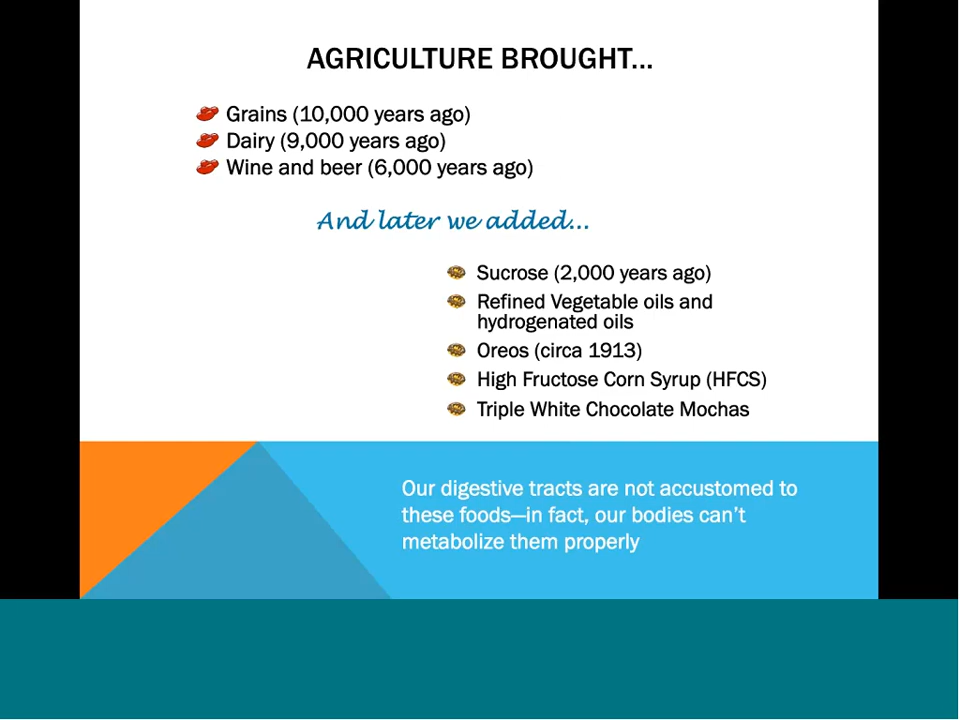 AGRICULTURE BROUGHT...
Grains (10,000 years ago)
Dairy (9,000 years ago)
Wine and beer (6,000 years ago)
And later we added...
Sucrose (2,000 years ago)
Refined Vegetable oils and
hydrogenated oils
Oreos (circa 1913)
High Fructose Corn Syrup (HFCS)
Triple White Chocolate Mochas
Our digestive tracts are not accustomed to
these foods—in fact, our bodies can’t
metabolize them properly